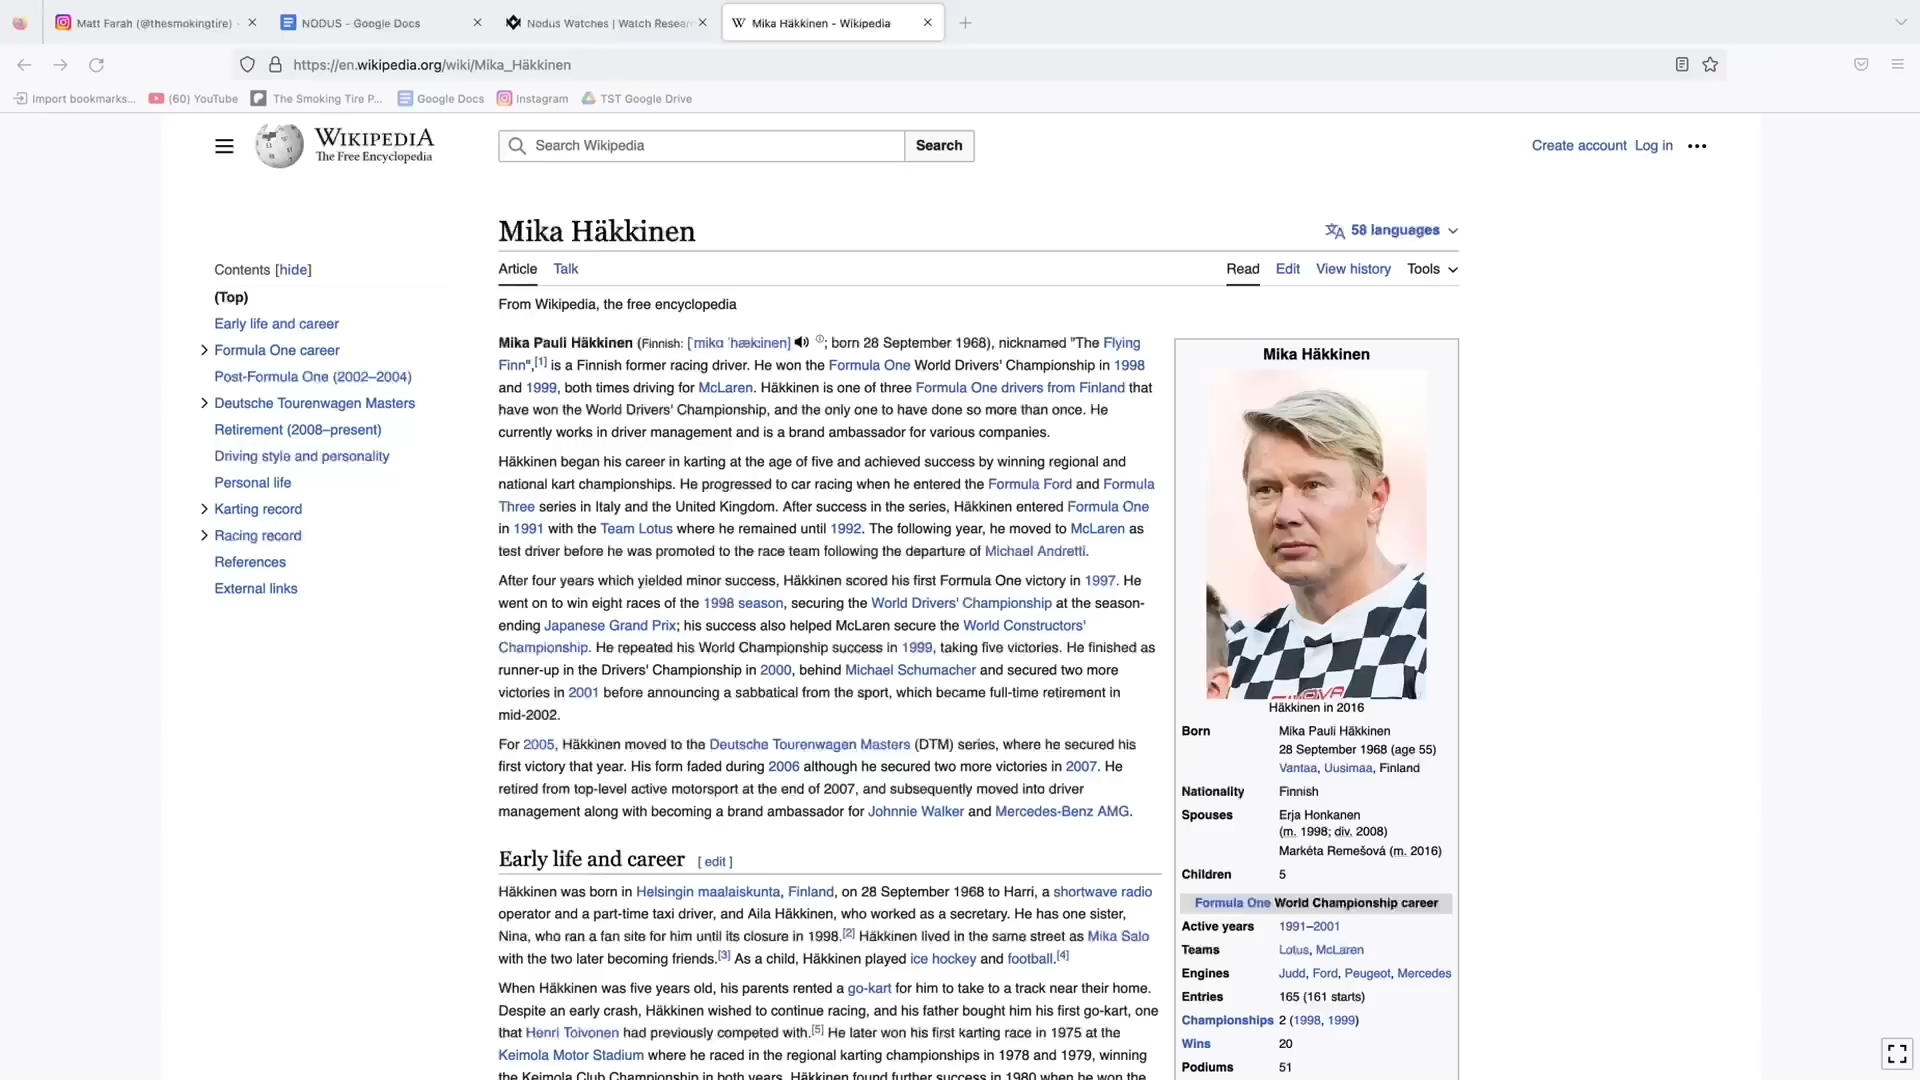 Matt Farah (@thesmokingtire) -
NODUS - Google Docs
Nodus Watches | Watch Resear
Mika Häkkinen - Wikipedia
https://en.wikipedia.org/wiki/Mika_Häkkinen
Import bookmarks...
(60) YouTube
The Smoking Tire P...
Google Docs
Instagram
TST Google Drive
WIKIPEDIA
The Free Encyclopedia
Search Wikipedia
Search
Create account
Log in
Mika Häkkinen
58 languages
Contents [hide]
(Top)
Early life and career
Formula One career
Post-Formula One (2002–2004)
Deutsche Tourenwagen Masters
Retirement (2008–present)
Driving style and personality
Personal life
Karting record
Racing record
References
External links
Article
Talk
Read
Edit
View history
Tools
From Wikipedia, the free encyclopedia
Mika Pauli Häkkinen (Finnish: [ˈmikɑ ˈhækːinen] ⓘ; born 28 September 1968), nicknamed "The Flying
Finn",[1] is a Finnish former racing driver. He won the Formula One World Drivers' Championship in 1998
and 1999, both times driving for McLaren. Häkkinen is one of three Formula One drivers from Finland that
have won the World Drivers' Championship, and the only one to have done so more than once. He
currently works in driver management and is a brand ambassador for various companies.
Häkkinen began his career in karting at the age of five and achieved success by winning regional and
national kart championships. He progressed to car racing when he entered the Formula Ford and Formula
Three series in Italy and the United Kingdom. After success in the series, Häkkinen entered Formula One
in 1991 with the Team Lotus where he remained until 1992. The following year, he moved to McLaren as
test driver before he was promoted to the race team following the departure of Michael Andretti.
After four years which yielded minor success, Häkkinen scored his first Formula One victory in 1997. He
went on to win eight races of the 1998 season, securing the World Drivers' Championship at the season-
ending Japanese Grand Prix; his success also helped McLaren secure the World Constructors'
Championship. He repeated his World Championship success in 1999, taking five victories. He finished as
runner-up in the Drivers' Championship in 2000, behind Michael Schumacher and secured two more
victories in 2001 before announcing a sabbatical from the sport, which became full-time retirement in
mid-2002.
For 2005, Häkkinen moved to the Deutsche Tourenwagen Masters (DTM) series, where he secured his
first victory that year. His form faded during 2006 although he secured two more victories in 2007. He
retired from top-level active motorsport at the end of 2007, and subsequently moved into driver
management along with becoming a brand ambassador for Johnnie Walker and Mercedes-Benz AMG.
Early life and career [ edit ]
Häkkinen was born in Helsingin maalaiskunta, Finland, on 28 September 1968 to Harri, a shortwave radio
operator and a part-time taxi driver, and Aila Häkkinen, who worked as a secretary. He has one sister,
Nina, who ran a fan site for him until its closure in 1998.[2] Häkkinen lived in the same street as Mika Salo
with the two later becoming friends.[3] As a child, Häkkinen played ice hockey and football.[4]
When Häkkinen was five years old, his parents rented a go-kart for him to take to a track near their home.
Despite an early crash, Häkkinen wished to continue racing, and his father bought him his first go-kart, one
that Henri Toivonen had previously competed with.[5] He later won his first karting race in 1975 at the
Keimola Motor Stadium where he raced in the regional karting championships in 1978 and 1979, winning
the Keimola Club Championship in both years. Häkkinen found further success in 1980 when he won the
Mika Häkkinen
Häkkinen in 2016
Born Mika Pauli Häkkinen
28 September 1968 (age 55)
Vantaa, Uusimaa, Finland
Nationality Finnish
Spouses Erja Honkanen
(m. 1998; div. 2008)
Markéta Remešová (m. 2016)
Children 5
Formula One World Championship career
Active years 1991–2001
Teams Lotus, McLaren
Engines Judd, Ford, Peugeot, Mercedes
Entries 165 (161 starts)
Championships 2 (1998, 1999)
Wins 20
Podiums 51